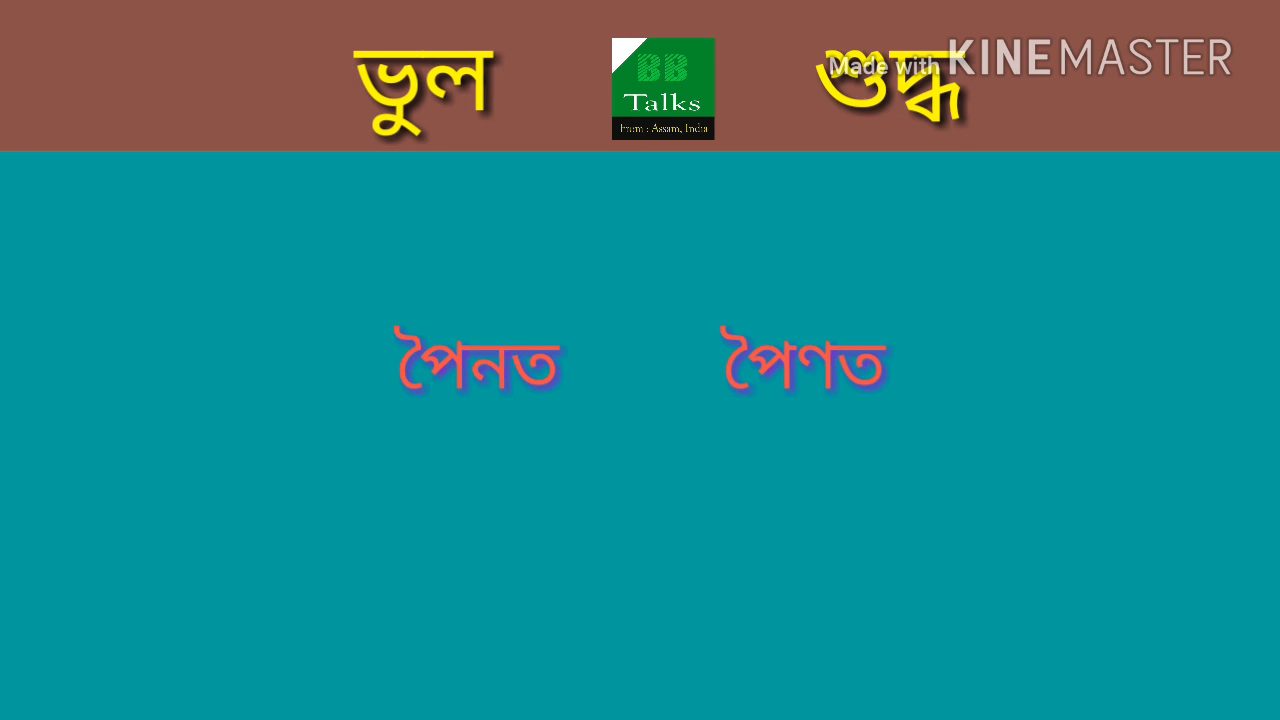 ভুল শুদ্ধ
Made with KINEMASTER
BB
Talks
From : Assam, India
পৈনত পৈণত